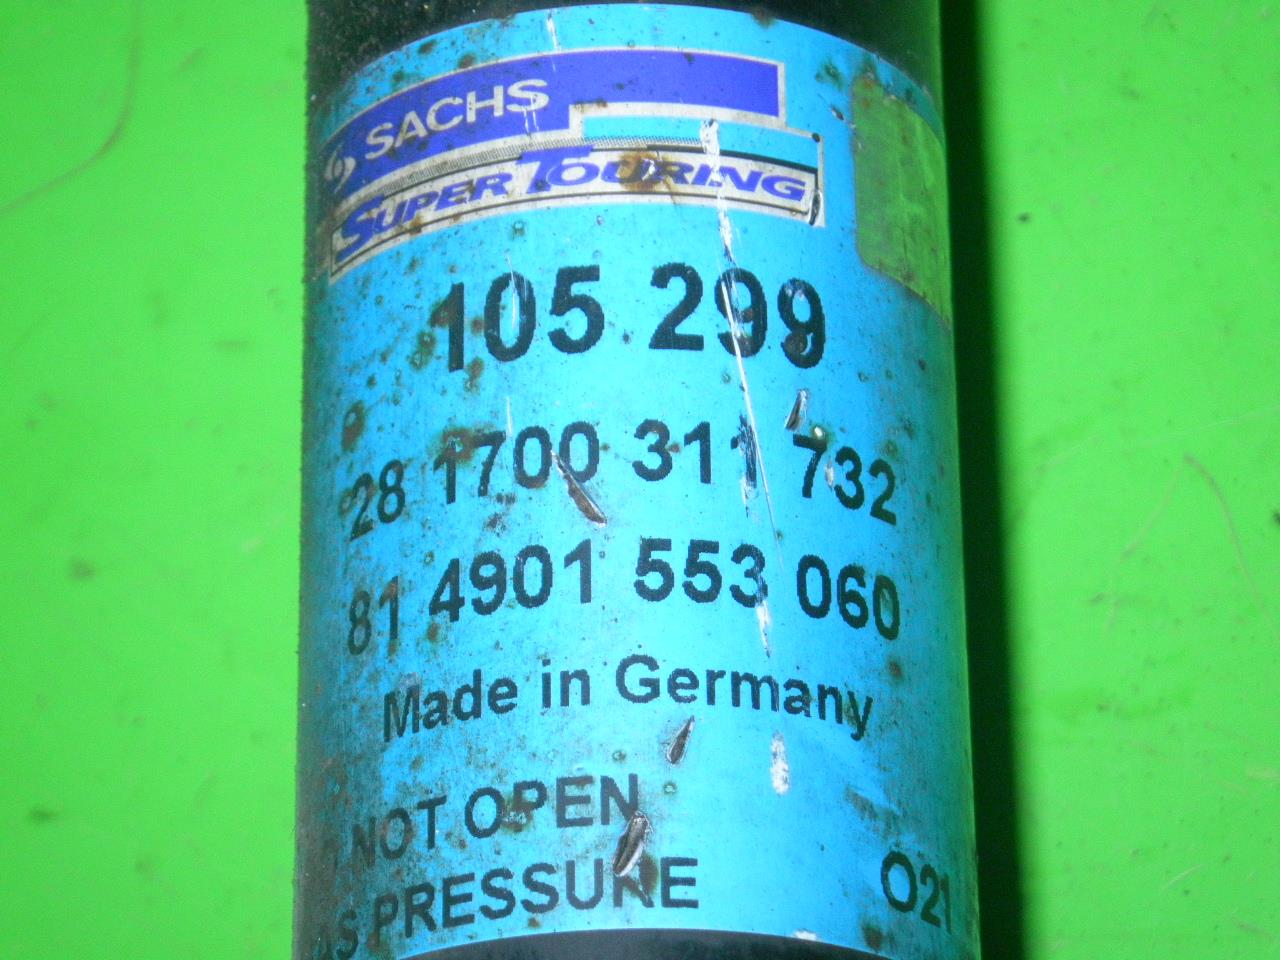 SACHS
SUPER TOURING
105 299
28 1700 311 732
81 4901 553 060
Made in Germany
NOT OPEN
PRESSURE
O21